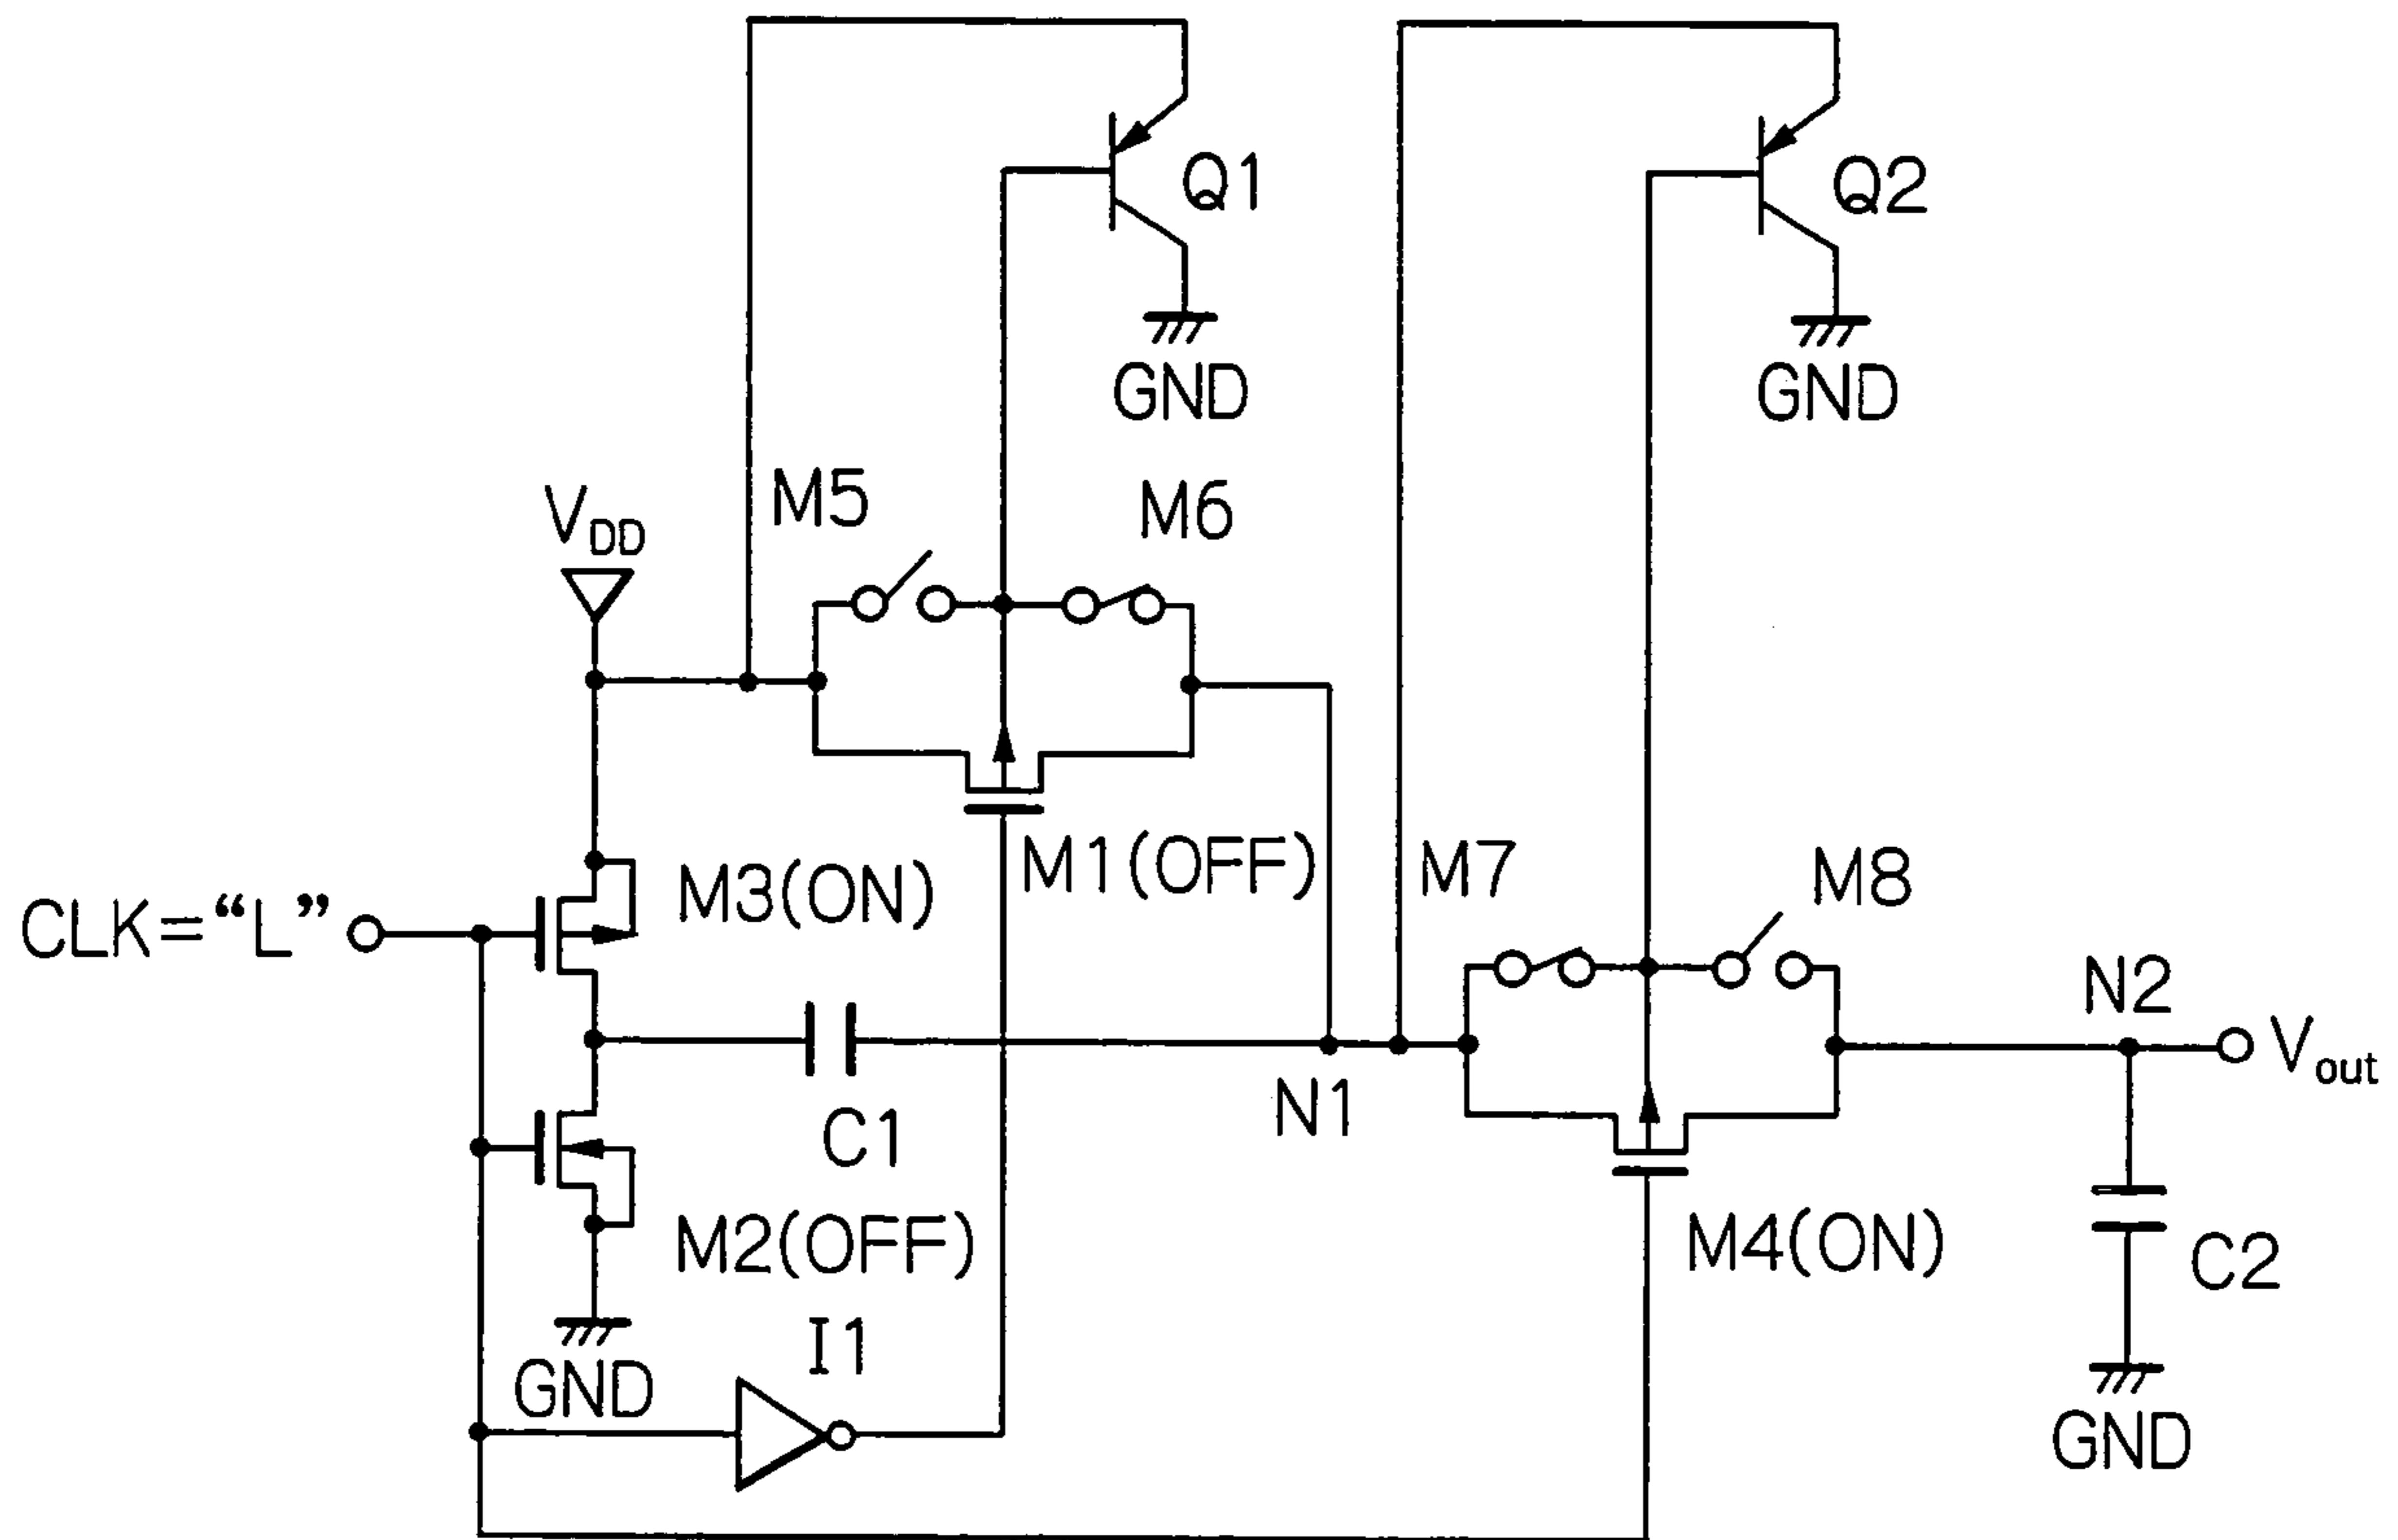 Q1
Q2
GND
GND
M5
M6
VDD
M1(OFF)
M7
M8
M3(ON)
CLK=“L”
N2
Vout
N1
C1
M2(OFF)
M4(ON)
C2
I1
GND
GND